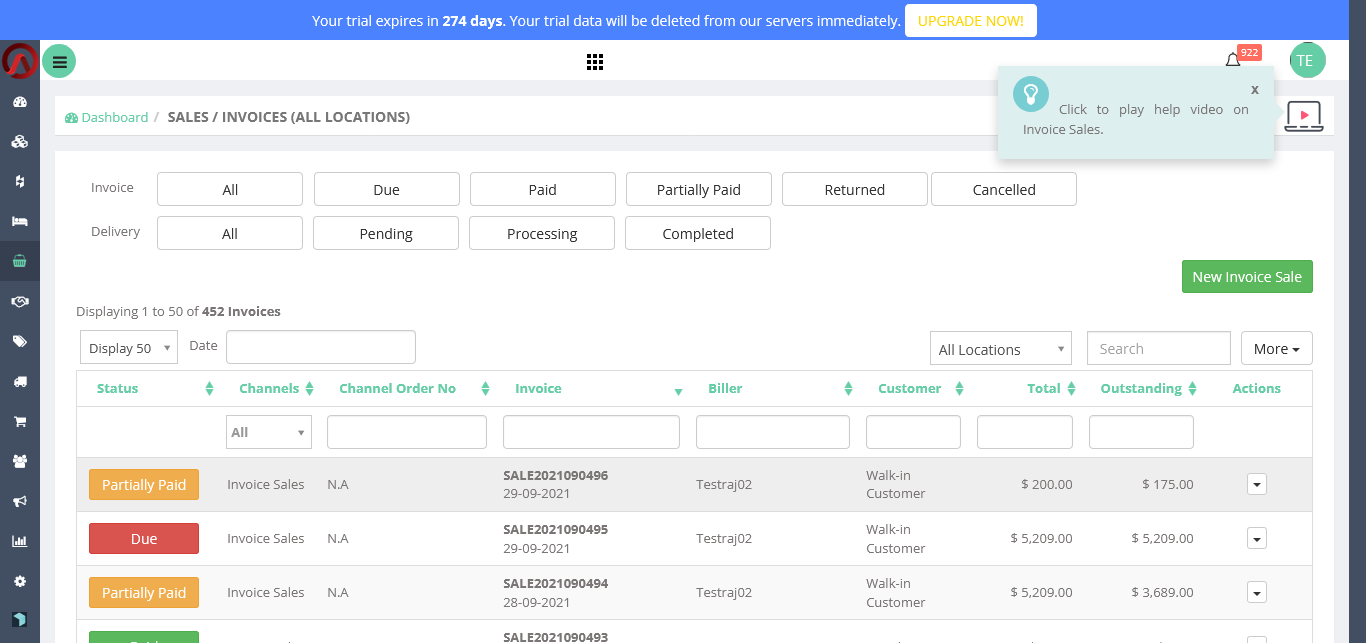 Your trial expires in 274 days. Your trial data will be deleted from our servers immediately. UPGRADE NOW!
922
TE
x
Click to play help video on
Invoice Sales.
Dashboard / SALES / INVOICES (ALL LOCATIONS)
Invoice All Due Paid Partially Paid Returned Cancelled
Delivery All Pending Processing Completed
New Invoice Sale
Displaying 1 to 50 of 452 Invoices
Display 50 Date All Locations Search More
Status Channels Channel Order No Invoice Biller Customer Total Outstanding Actions
All
Partially Paid Invoice Sales N.A SALE2021090496 Testraj02 Walk-in $ 200.00 $ 175.00
29-09-2021 Customer
Due Invoice Sales N.A SALE2021090495 Testraj02 Walk-in $ 5,209.00 $ 5,209.00
29-09-2021 Customer
Partially Paid Invoice Sales N.A SALE2021090494 Testraj02 Walk-in $ 5,209.00 $ 3,689.00
28-09-2021 Customer
SALE2021090493